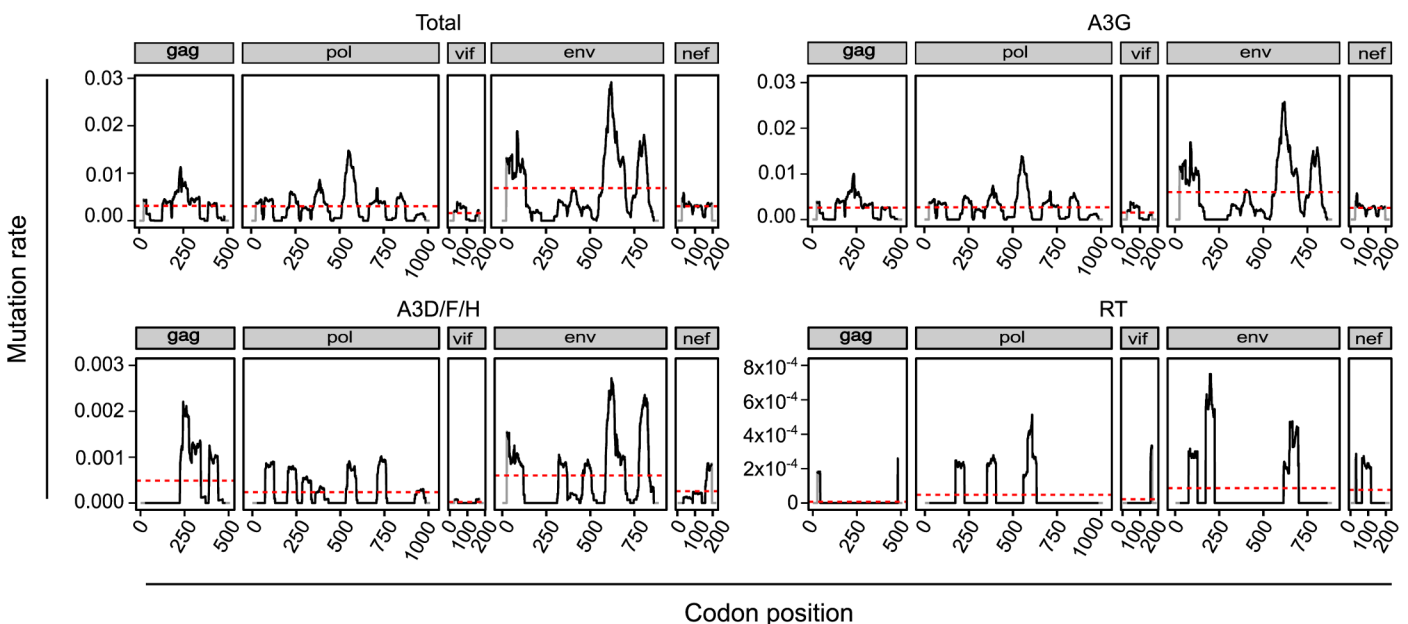 Total
gag pol vif env nef
0.03
0.02
0.01
0.00
0 250 500 0 250 500 750 1000 0 100 200 0 250 500 750 0 100 200
A3G
gag pol vif env nef
0.03
0.02
0.01
0.00
0 250 500 0 250 500 750 1000 0 100 200 0 250 500 750 0 100 200
Mutation rate
A3D/F/H
gag pol vif env nef
0.003
0.002
0.001
0.000
0 250 500 0 250 500 750 1000 0 100 200 0 250 500 750 0 100 200
RT
gag pol vif env nef
8x10⁻⁴
6x10⁻⁴
4x10⁻⁴
2x10⁻⁴
0
0 250 500 0 250 500 750 1000 0 100 200 0 250 500 750 0 100 200
Codon position